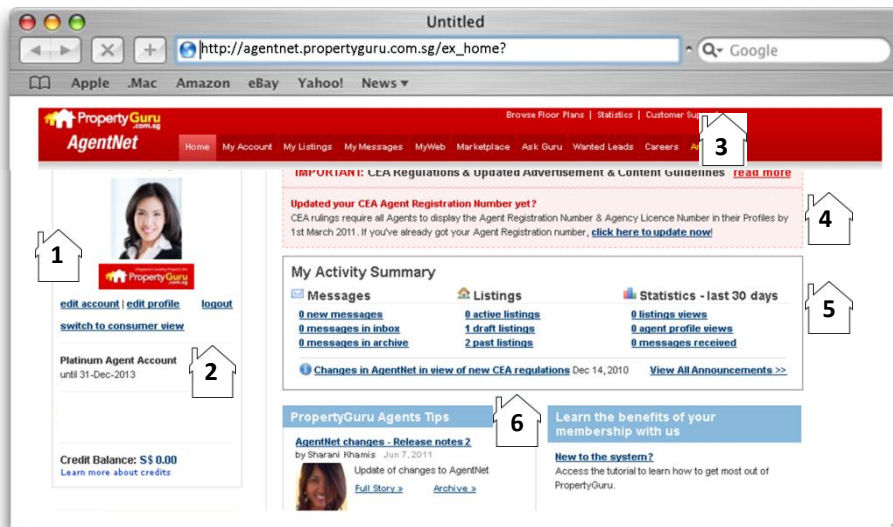 Untitled
http://agentnet.propertyguru.com.sg/ex_home?
Google
Apple .Mac Amazon eBay Yahoo! News
PropertyGuru
.com.sg
AgentNet
Browse Floor Plans | Statistics | Customer
Home My Account My Listings My Messages MyWeb Marketplace Ask Guru Wanted Leads Careers
3
IMPORTANT: CEA Regulations & Updated Advertisement & Content Guidelines read more
Updated your CEA Agent Registration Number yet?
CEA rulings require all Agents to display the Agent Registration Number & Agency Licence Number in their Profiles by
1st March 2011. If you've already got your Agent Registration number, click here to update now!
4
1
PropertyGuru
.com.sg
edit account | edit profile logout
switch to consumer view
Platinum Agent Account
until 31-Dec-2013
2
Credit Balance: S$ 0.00
Learn more about credits
My Activity Summary
Messages Listings Statistics - last 30 days
0 new messages 0 active listings 0 listings views
0 messages in inbox 1 draft listings 0 agent profile views
0 messages in archive 2 past listings 0 messages received
Changes in AgentNet in view of new CEA regulations Dec 14, 2010 View All Announcements >>
5
PropertyGuru Agents Tips
6
AgentNet changes - Release notes 2
by Sharani Khamis Jun 7, 2011
Update of changes to AgentNet
Full Story » Archive »
Learn the benefits of your
membership with us
New to the system?
Access the tutorial to learn how to get most out of
PropertyGuru.